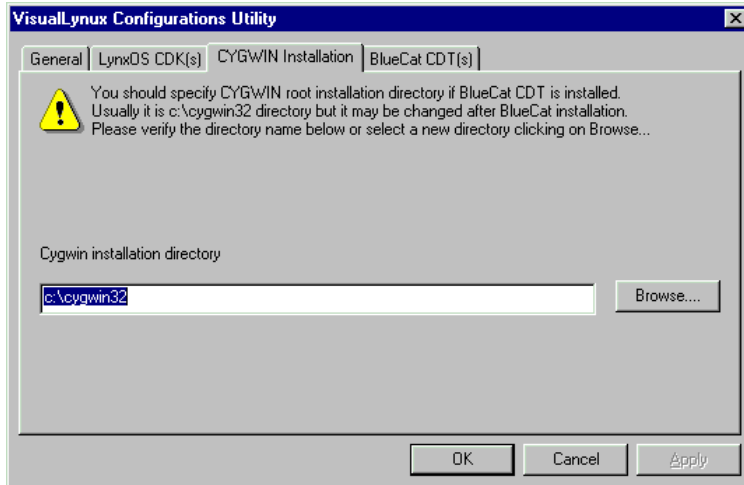 VisualLynux Configurations Utility
General LynxOS CDK(s) CYGWIN Installation BlueCat CDT(s)
You should specify CYGWIN root installation directory if BlueCat CDT is installed.
Usually it is c:\cygwin32 directory but it may be changed after BlueCat installation.
Please verify the directory name below or select a new directory clicking on Browse...
Cygwin installation directory
c:\cygwin32
Browse....
OK Cancel Apply